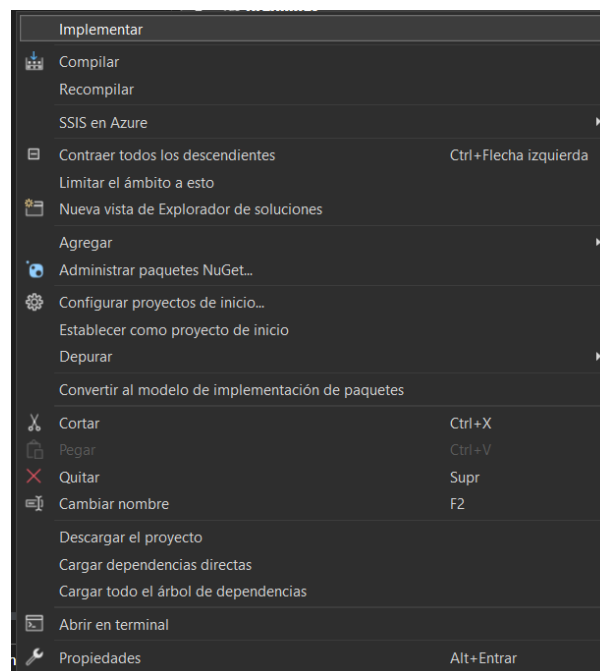 Implementar
Compilar
Recompilar
SSIS en Azure
Contraer todos los descendientes Ctrl+Flecha izquierda
Limitar el ámbito a esto
Nueva vista de Explorador de soluciones
Agregar
Administrar paquetes NuGet...
Configurar proyectos de inicio...
Establecer como proyecto de inicio
Depurar
Convertir al modelo de implementación de paquetes
Cortar Ctrl+X
Pegar Ctrl+V
Quitar Supr
Cambiar nombre F2
Descargar el proyecto
Cargar dependencias directas
Cargar todo el árbol de dependencias
Abrir en terminal
Propiedades Alt+Entrar